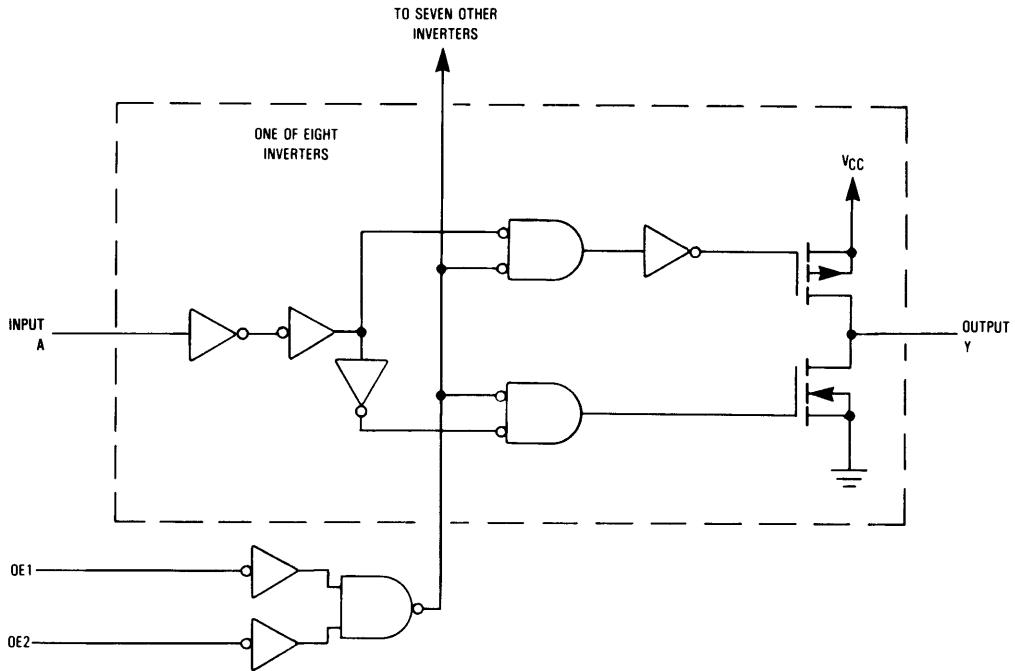 TO SEVEN OTHER
INVERTERS
ONE OF EIGHT
INVERTERS
VCC
INPUT
A
OUTPUT
Y
OE1
OE2